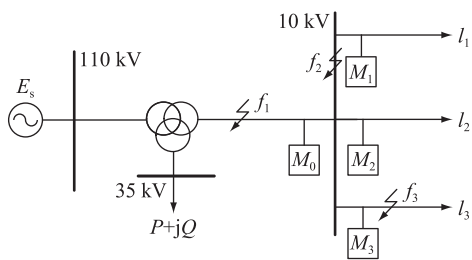 10 kV
l₁
110 kV
f₂
M₁
Eₛ
f₁
l₂
M₀
M₂
35 kV
f₃
l₃
P+jQ
M₃